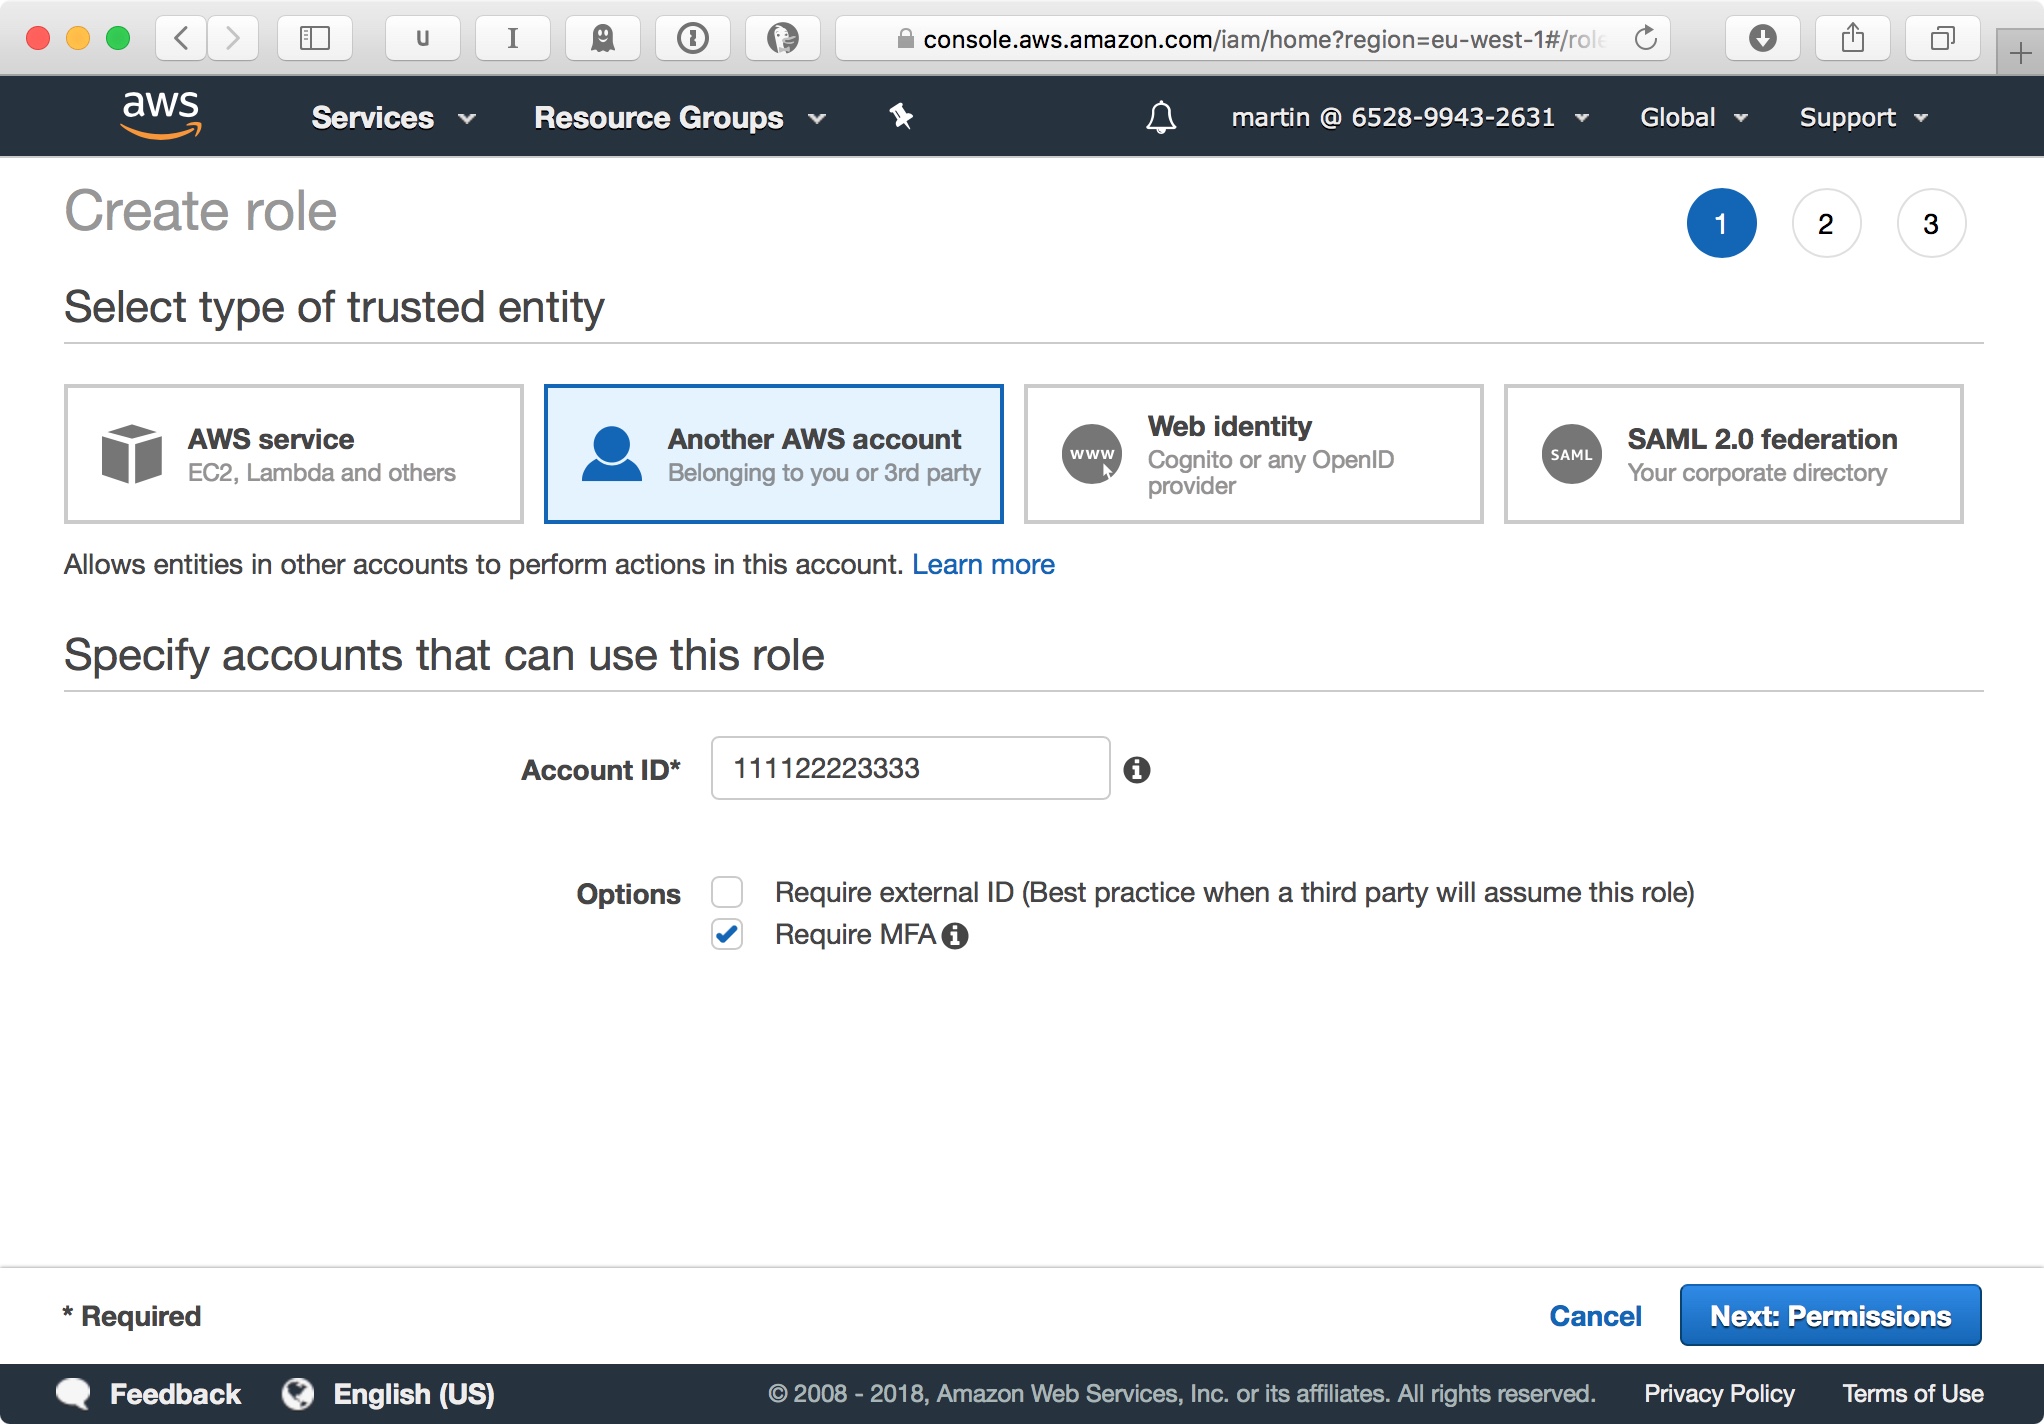 u
I
console.aws.amazon.com/iam/home?region=eu-west-1#/role
aws
Services
Resource Groups
martin @ 6528-9943-2631
Global
Support
Create role
1
2
3
Select type of trusted entity
AWS service
EC2, Lambda and others
Another AWS account
Belonging to you or 3rd party
www
Web identity
Cognito or any OpenID
provider
SAML
SAML 2.0 federation
Your corporate directory
Allows entities in other accounts to perform actions in this account. Learn more
Specify accounts that can use this role
Account ID* 111122223333
Options
Require external ID (Best practice when a third party will assume this role)
Require MFA
* Required
Cancel
Next: Permissions
Feedback
English (US)
© 2008 - 2018, Amazon Web Services, Inc. or its affiliates. All rights reserved.
Privacy Policy
Terms of Use